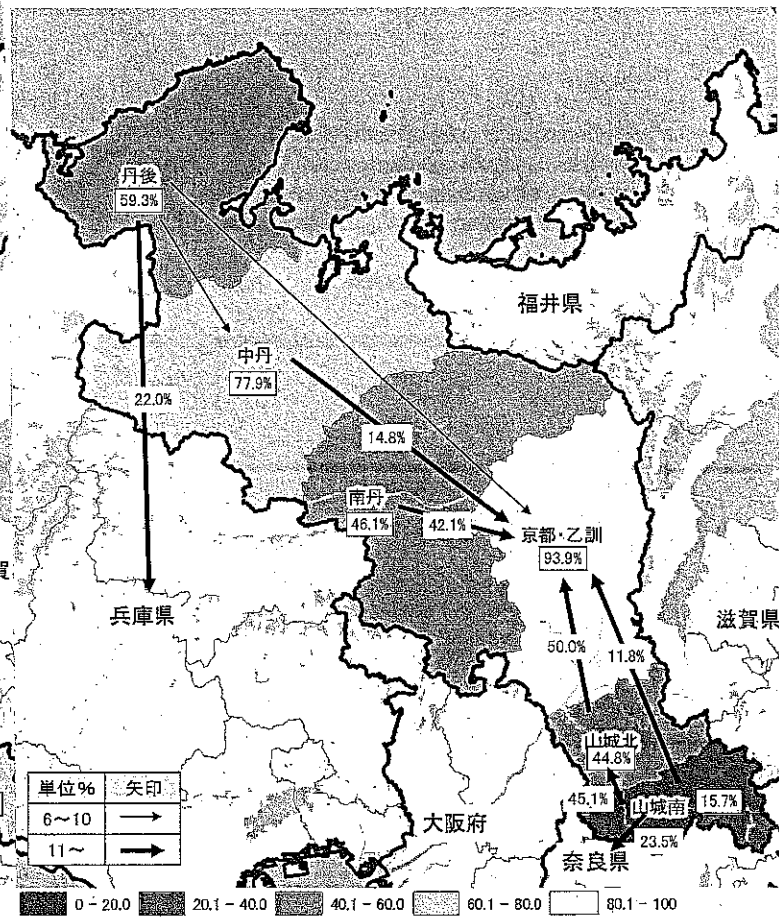 丹後
59.3%
福井県
中丹
77.9%
22.0%
14.8%
南丹
46.1%
42.1%
京都・乙訓
93.9%
兵庫県
滋賀県
50.0%
11.8%
山城北
44.8%
単位% 矢印
6～10
11～
45.1%
山城南
15.7%
大阪府
23.5%
奈良県
0 - 20.0 20.1 - 40.0 40.1 - 60.0 60.1 - 80.0 80.1 - 100